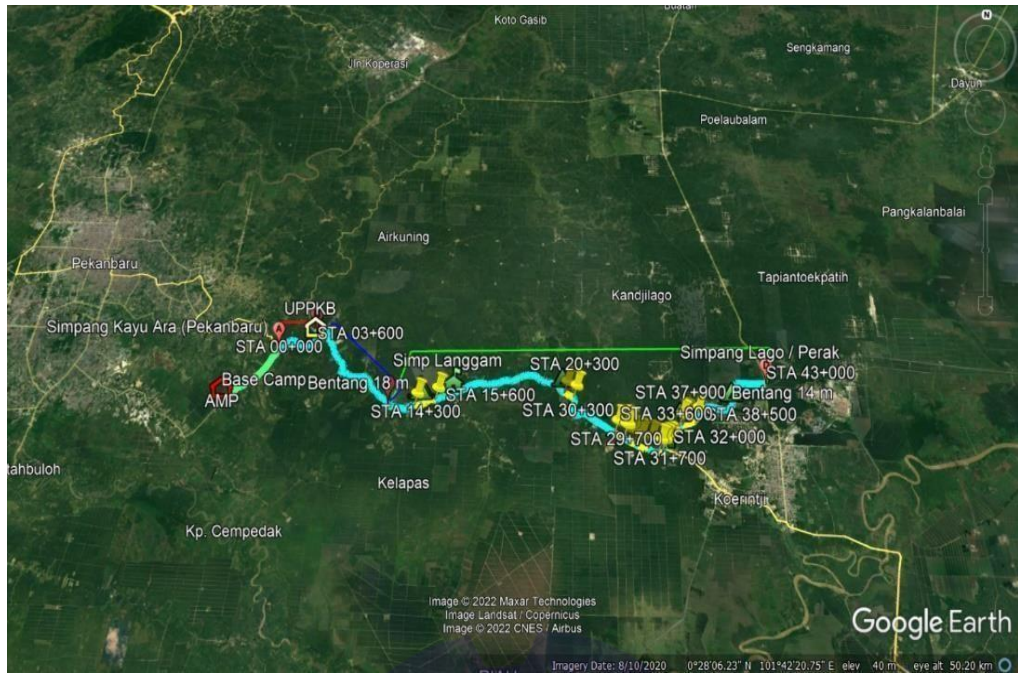 Koto Gasib
Sengkamang
Jln Koperasi
N
Dayun
Poelaubalam
Pangkalanbalai
Airkuning
Pekanbaru
Tapiantoekpatih
Kandjilago
UPPKB
Simpang Kayu Ara (Pekanbaru)
STA 03+600
STA 00+000
Simpang Lago / Perak
Simp Langgam
STA 20+300
STA 43+000
Base Camp
Bentang 18 m
STA 37+900
Bentang 14 m
AMP
STA 15+600
STA 14+300
STA 30+300
STA 33+600
STA 38+500
STA 29+700
STA 32+000
STA 31+700
tahbuloh
Kelapas
Koerintji
Kp. Cempedak
Image © 2022 Maxar Technologies
Image Landsat / Copernicus
Image © 2022 CNES / Airbus
Google Earth
Imagery Date: 8/10/2020 0°28'06.23" N 101°42'20.75" E elev 40 m eye alt 50.20 km